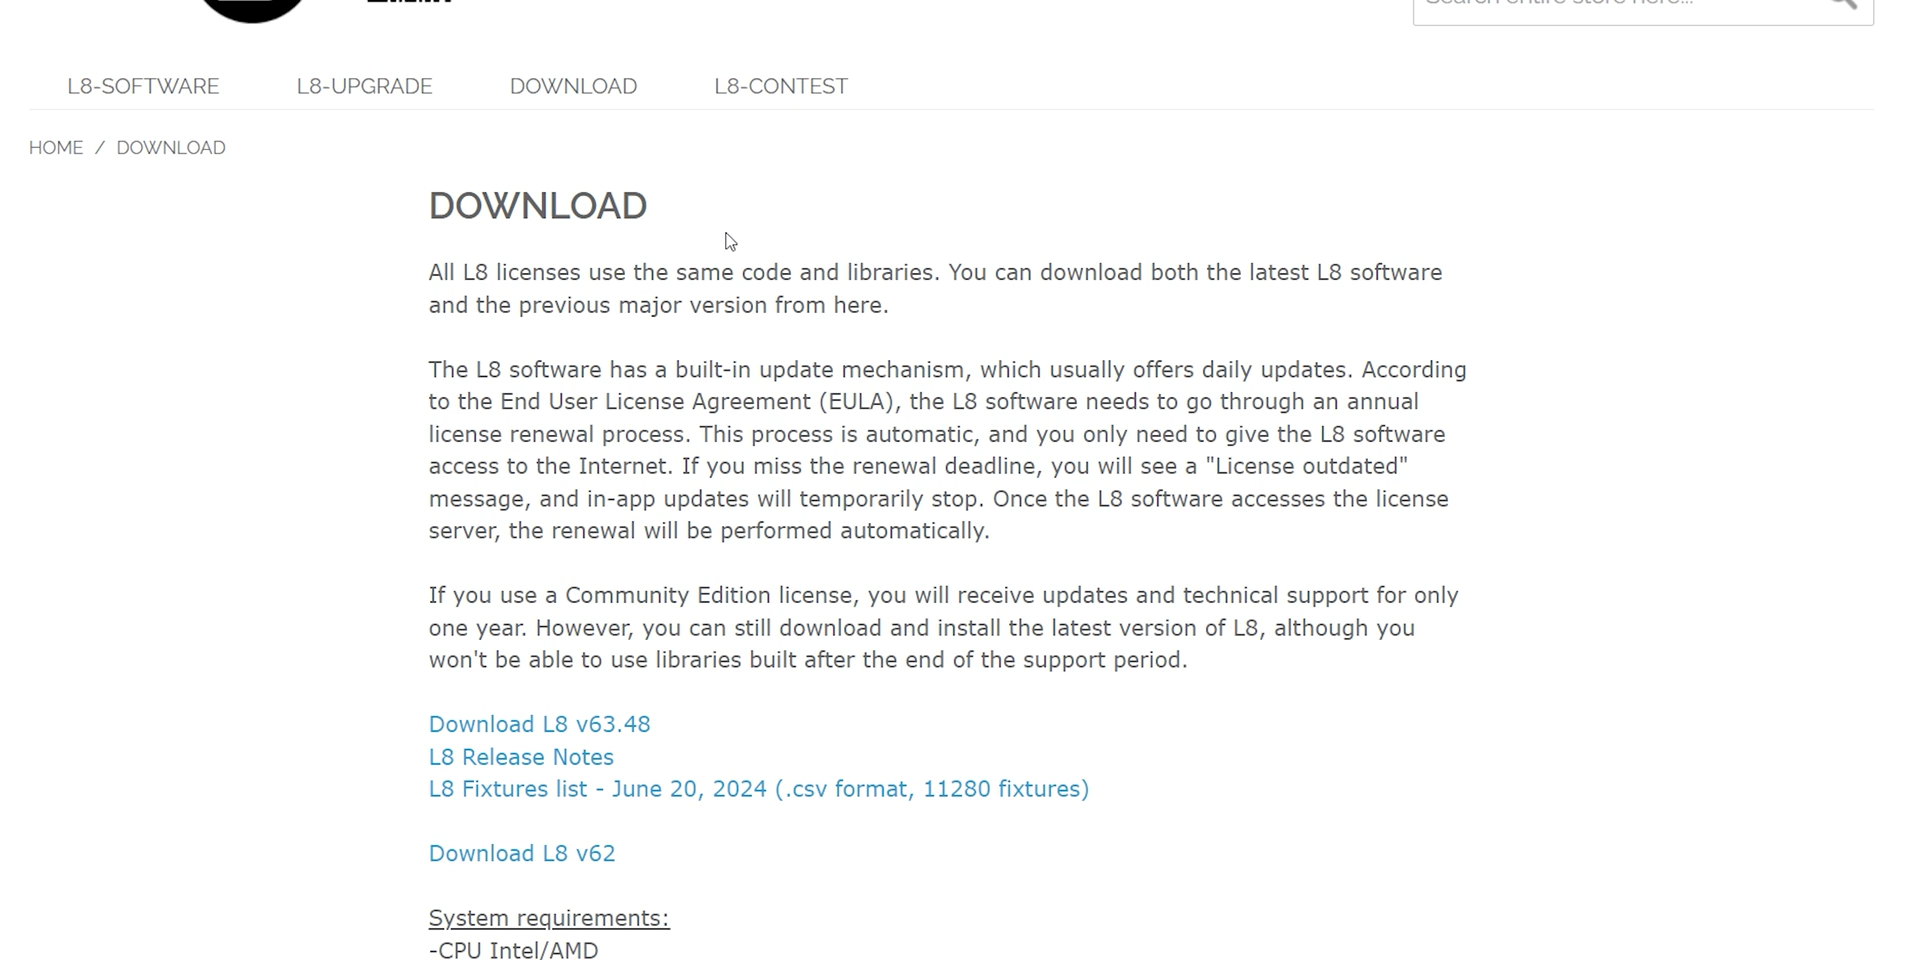 Search entire store here...
L8-SOFTWARE L8-UPGRADE DOWNLOAD L8-CONTEST
HOME / DOWNLOAD
DOWNLOAD
All L8 licenses use the same code and libraries. You can download both the latest L8 software
and the previous major version from here.
The L8 software has a built-in update mechanism, which usually offers daily updates. According
to the End User License Agreement (EULA), the L8 software needs to go through an annual
license renewal process. This process is automatic, and you only need to give the L8 software
access to the Internet. If you miss the renewal deadline, you will see a "License outdated"
message, and in-app updates will temporarily stop. Once the L8 software accesses the license
server, the renewal will be performed automatically.
If you use a Community Edition license, you will receive updates and technical support for only
one year. However, you can still download and install the latest version of L8, although you
won't be able to use libraries built after the end of the support period.
Download L8 v63.48
L8 Release Notes
L8 Fixtures list - June 20, 2024 (.csv format, 11280 fixtures)
Download L8 v62
System requirements:
-CPU Intel/AMD